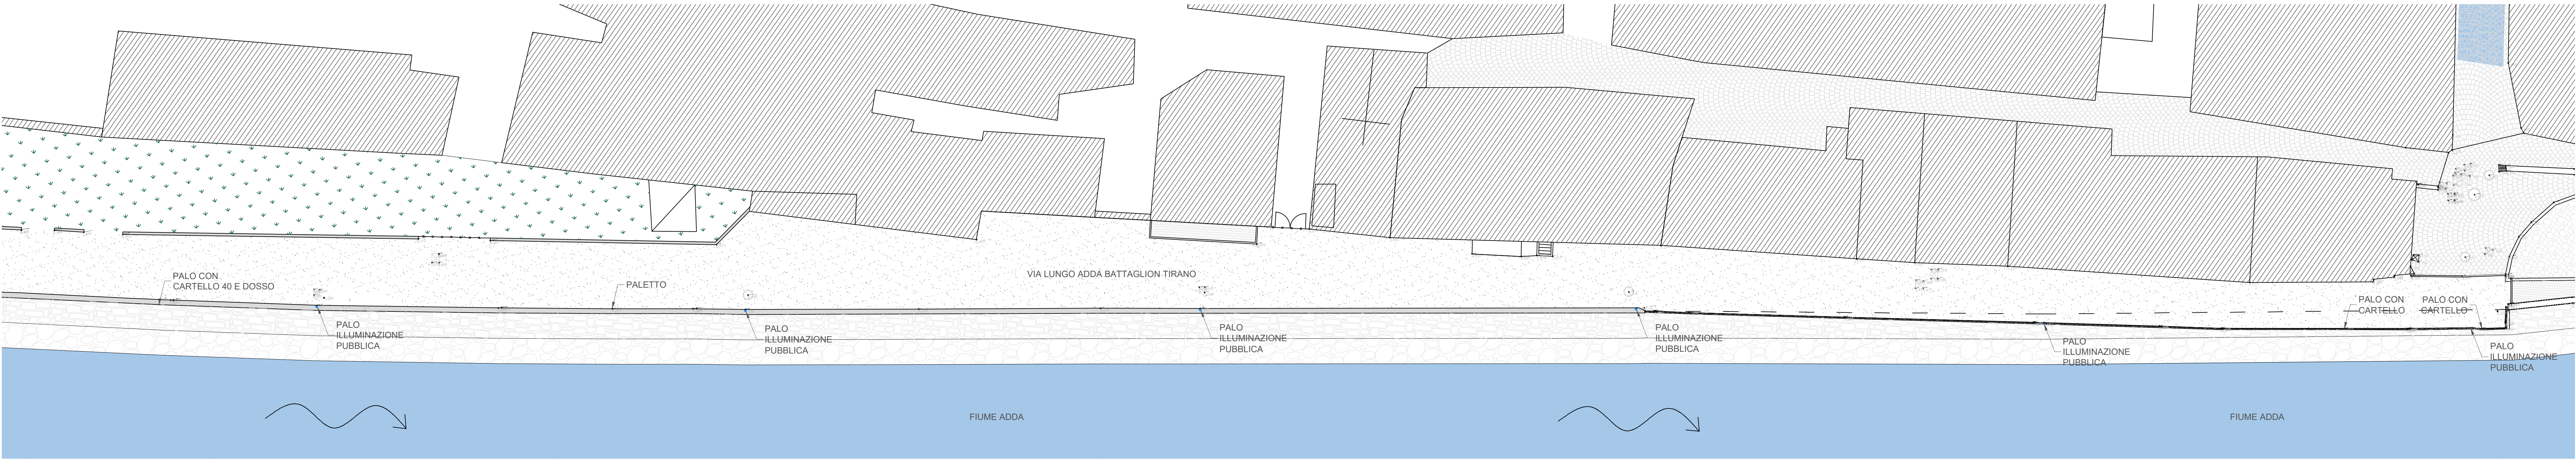 VIA LUNGO ADDA BATTAGLION TIRANO
PALO CON
CARTELLO 40 E DOSSO
PALETTO
PALO CON
CARTELLO
PALO CON
CARTELLO
PALO
ILLUMINAZIONE
PUBBLICA
PALO
ILLUMINAZIONE
PUBBLICA
PALO
ILLUMINAZIONE
PUBBLICA
PALO
ILLUMINAZIONE
PUBBLICA
PALO
ILLUMINAZIONE
PUBBLICA
PALO
ILLUMINAZIONE
PUBBLICA
FIUME ADDA
FIUME ADDA